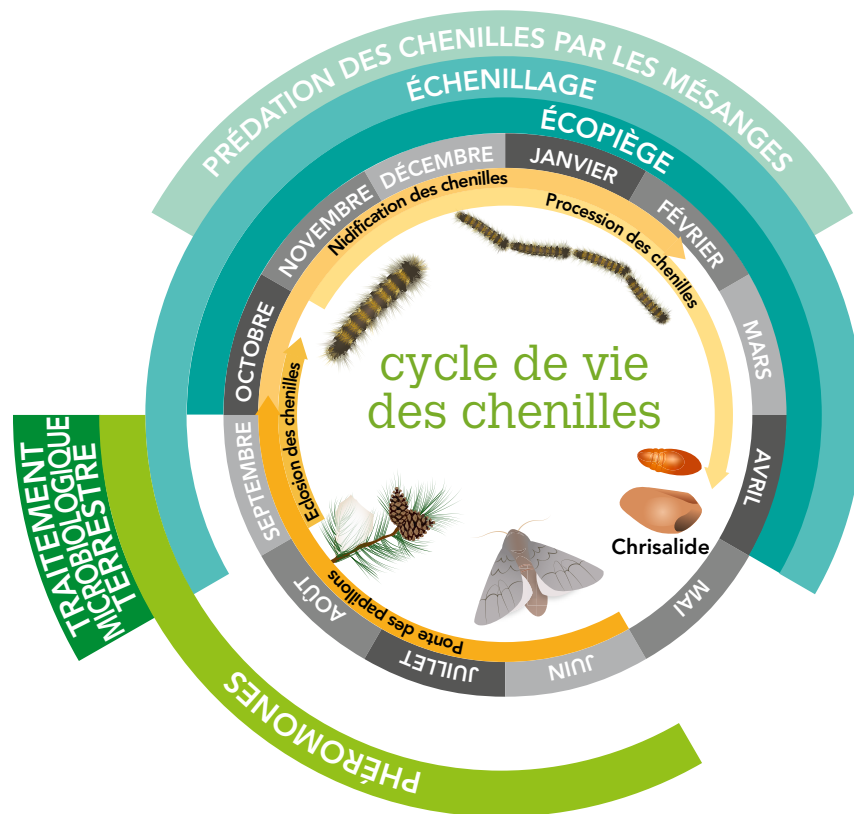 PRÉDATION DES CHENILLES PAR LES MÉSANGES
ÉCHENILLAGE
ÉCOPIÈGE
JANVIER
FÉVRIER
MARS
AVRIL
MAI
JUIN
JUILLET
AOÛT
SEPTEMBRE
OCTOBRE
NOVEMBRE
DÉCEMBRE
Nidification des chenilles
Procession des chenilles
cycle de vie
des chenilles
Eclosion des chenilles
Chrisalide
Ponte des papillons
TRAITEMENT
MICROBIOLOGIQUE
TERRESTRE
PHÉROMONES